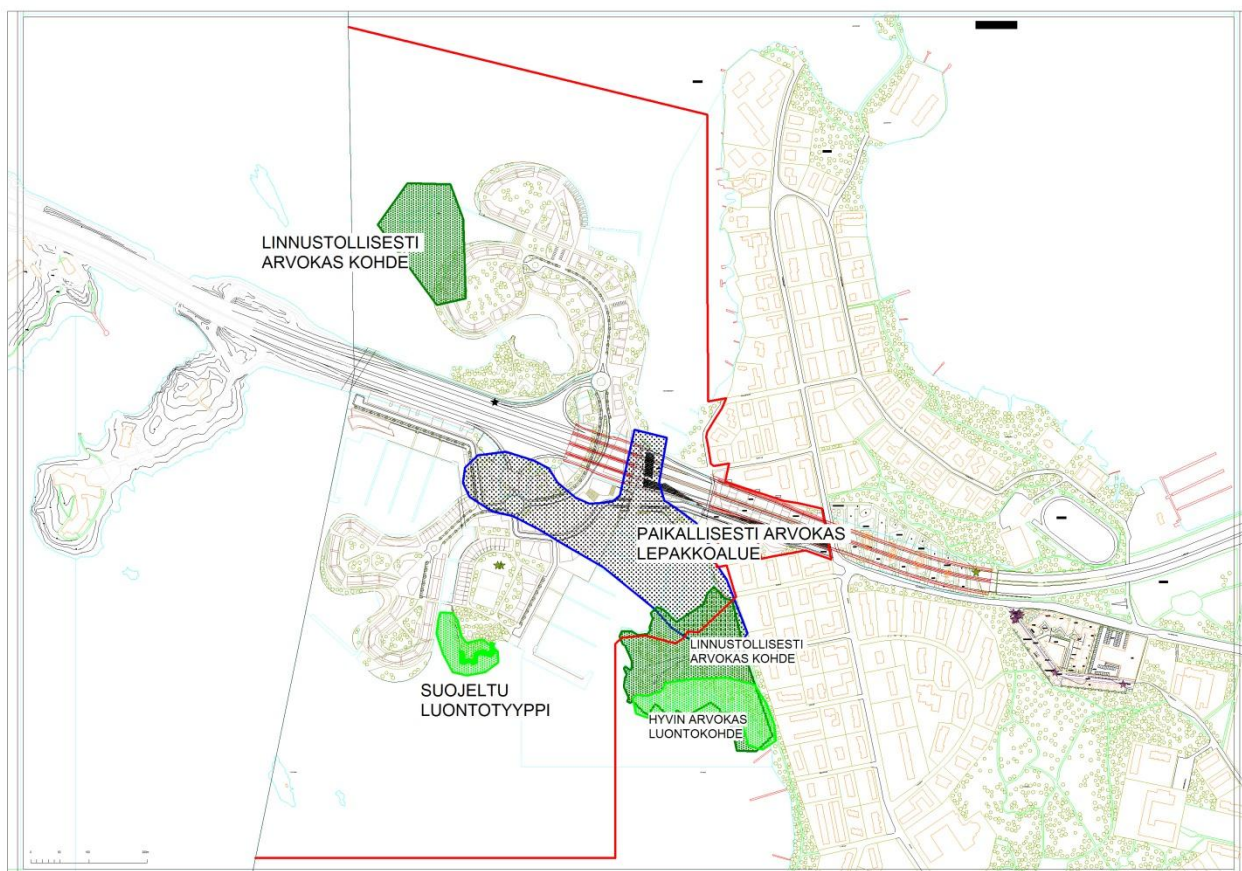 LINNUSTOLLISESTI
ARVOKAS KOHDE
PAIKALLISESTI ARVOKAS
LEPAKKOALUE
LINNUSTOLLISESTI
ARVOKAS KOHDE
SUOJELTU
LUONTOTYYPPI
HYVIN ARVOKAS
LUONTOKOHDE